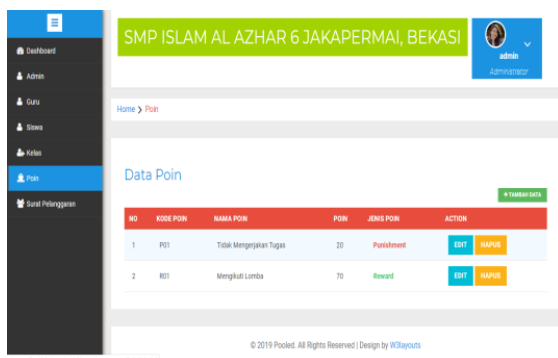 SMP ISLAM AL AZHAR 6 JAKAPERMAI, BEKASI
admin
Administrator
Dashboard
Admin
Guru
Siswa
Kelas
Poin
Surat Pelanggaran
Home > Poin
Data Poin
+ TAMBAH DATA
NO KODE POIN NAMA POIN POIN JENIS POIN ACTION
1 P01 Tidak Mengerjakan Tugas 20 Punishment EDIT HAPUS
2 R01 Mengikuti Lomba 70 Reward EDIT HAPUS
© 2019 Pooled. All Rights Reserved | Design by W3layouts